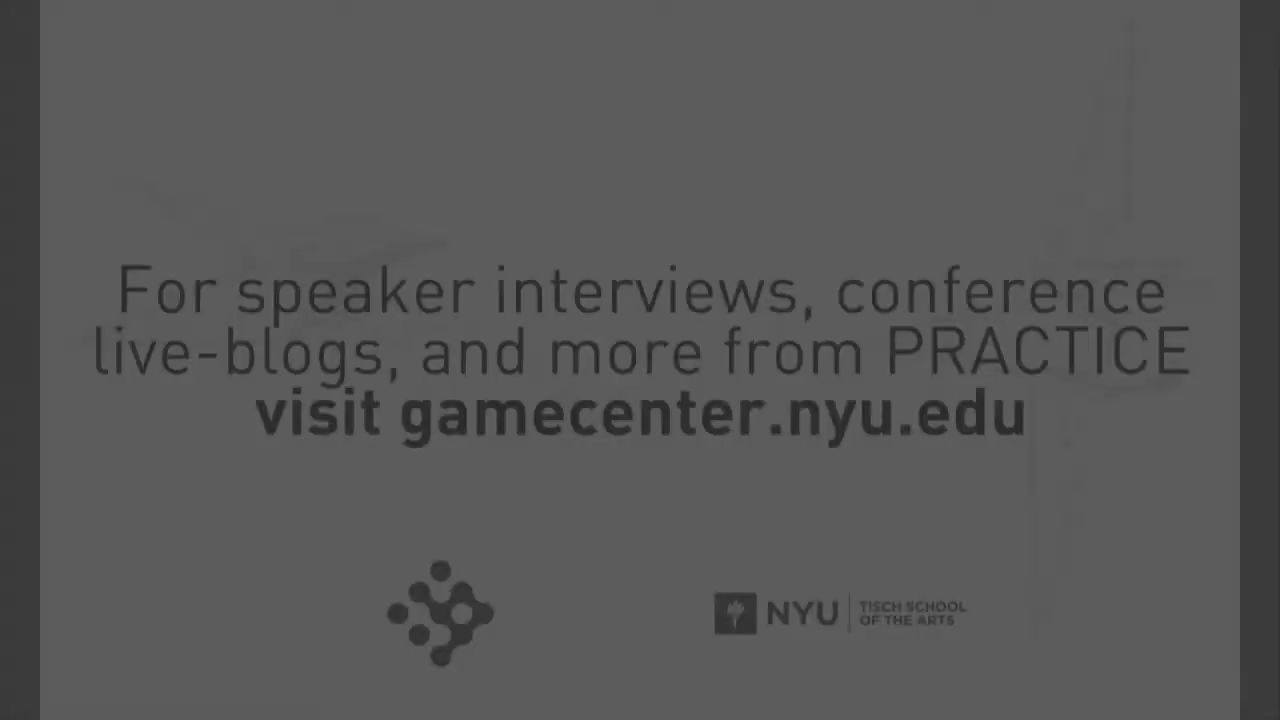 For speaker interviews, conference
live-blogs, and more from PRACTICE
visit gamecenter.nyu.edu
NYU
TISCH SCHOOL
OF THE ARTS